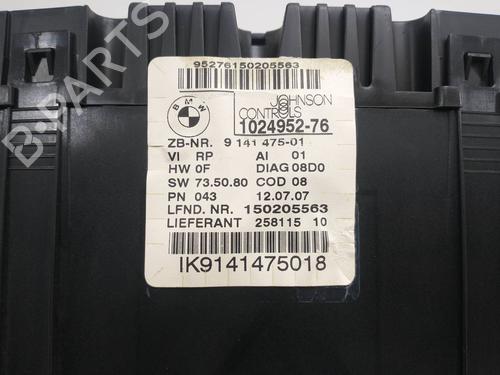 95276150205563
BMW
JOHNSON
CONTROLS
1024952-76
ZB-NR. 9 141 475-01
VI RP AI 01
HW 0F DIAG 08D0
SW 73.50.80 COD 08
PN 043 12.07.07
LFND. NR. 150205563
LIEFERANT 258115 10
IK9141475018
B-PARTS